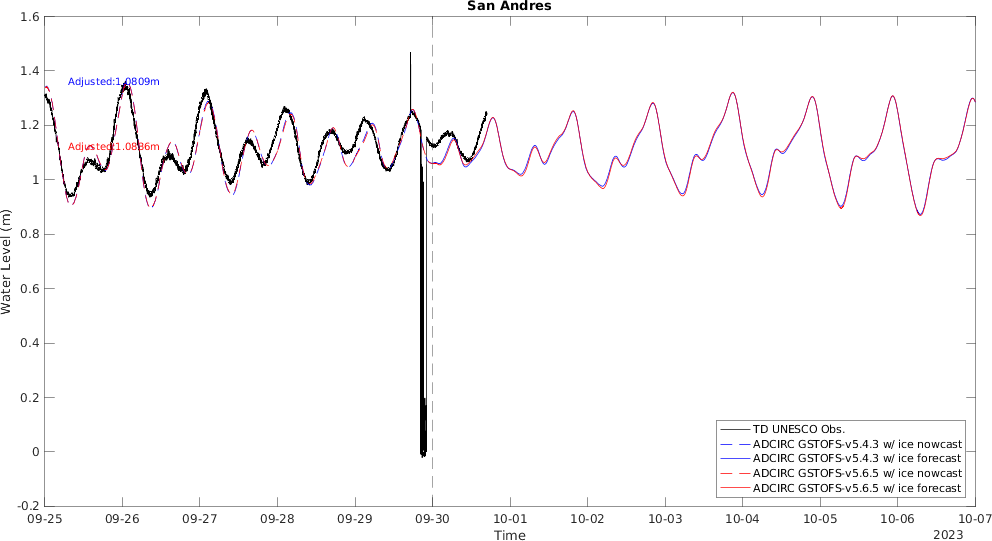 San Andres
1.6
1.4
1.2
1
0.8
0.6
0.4
0.2
0
-0.2
Water Level (m)
Adjusted:1.0809m
Adjusted:1.0836m
TD UNESCO Obs.
ADCIRC GSTOFS-v5.4.3 w/ ice nowcast
ADCIRC GSTOFS-v5.4.3 w/ ice forecast
ADCIRC GSTOFS-v5.6.5 w/ ice nowcast
ADCIRC GSTOFS-v5.6.5 w/ ice forecast
09-25 09-26 09-27 09-28 09-29 09-30 10-01 10-02 10-03 10-04 10-05 10-06 10-07
Time
2023